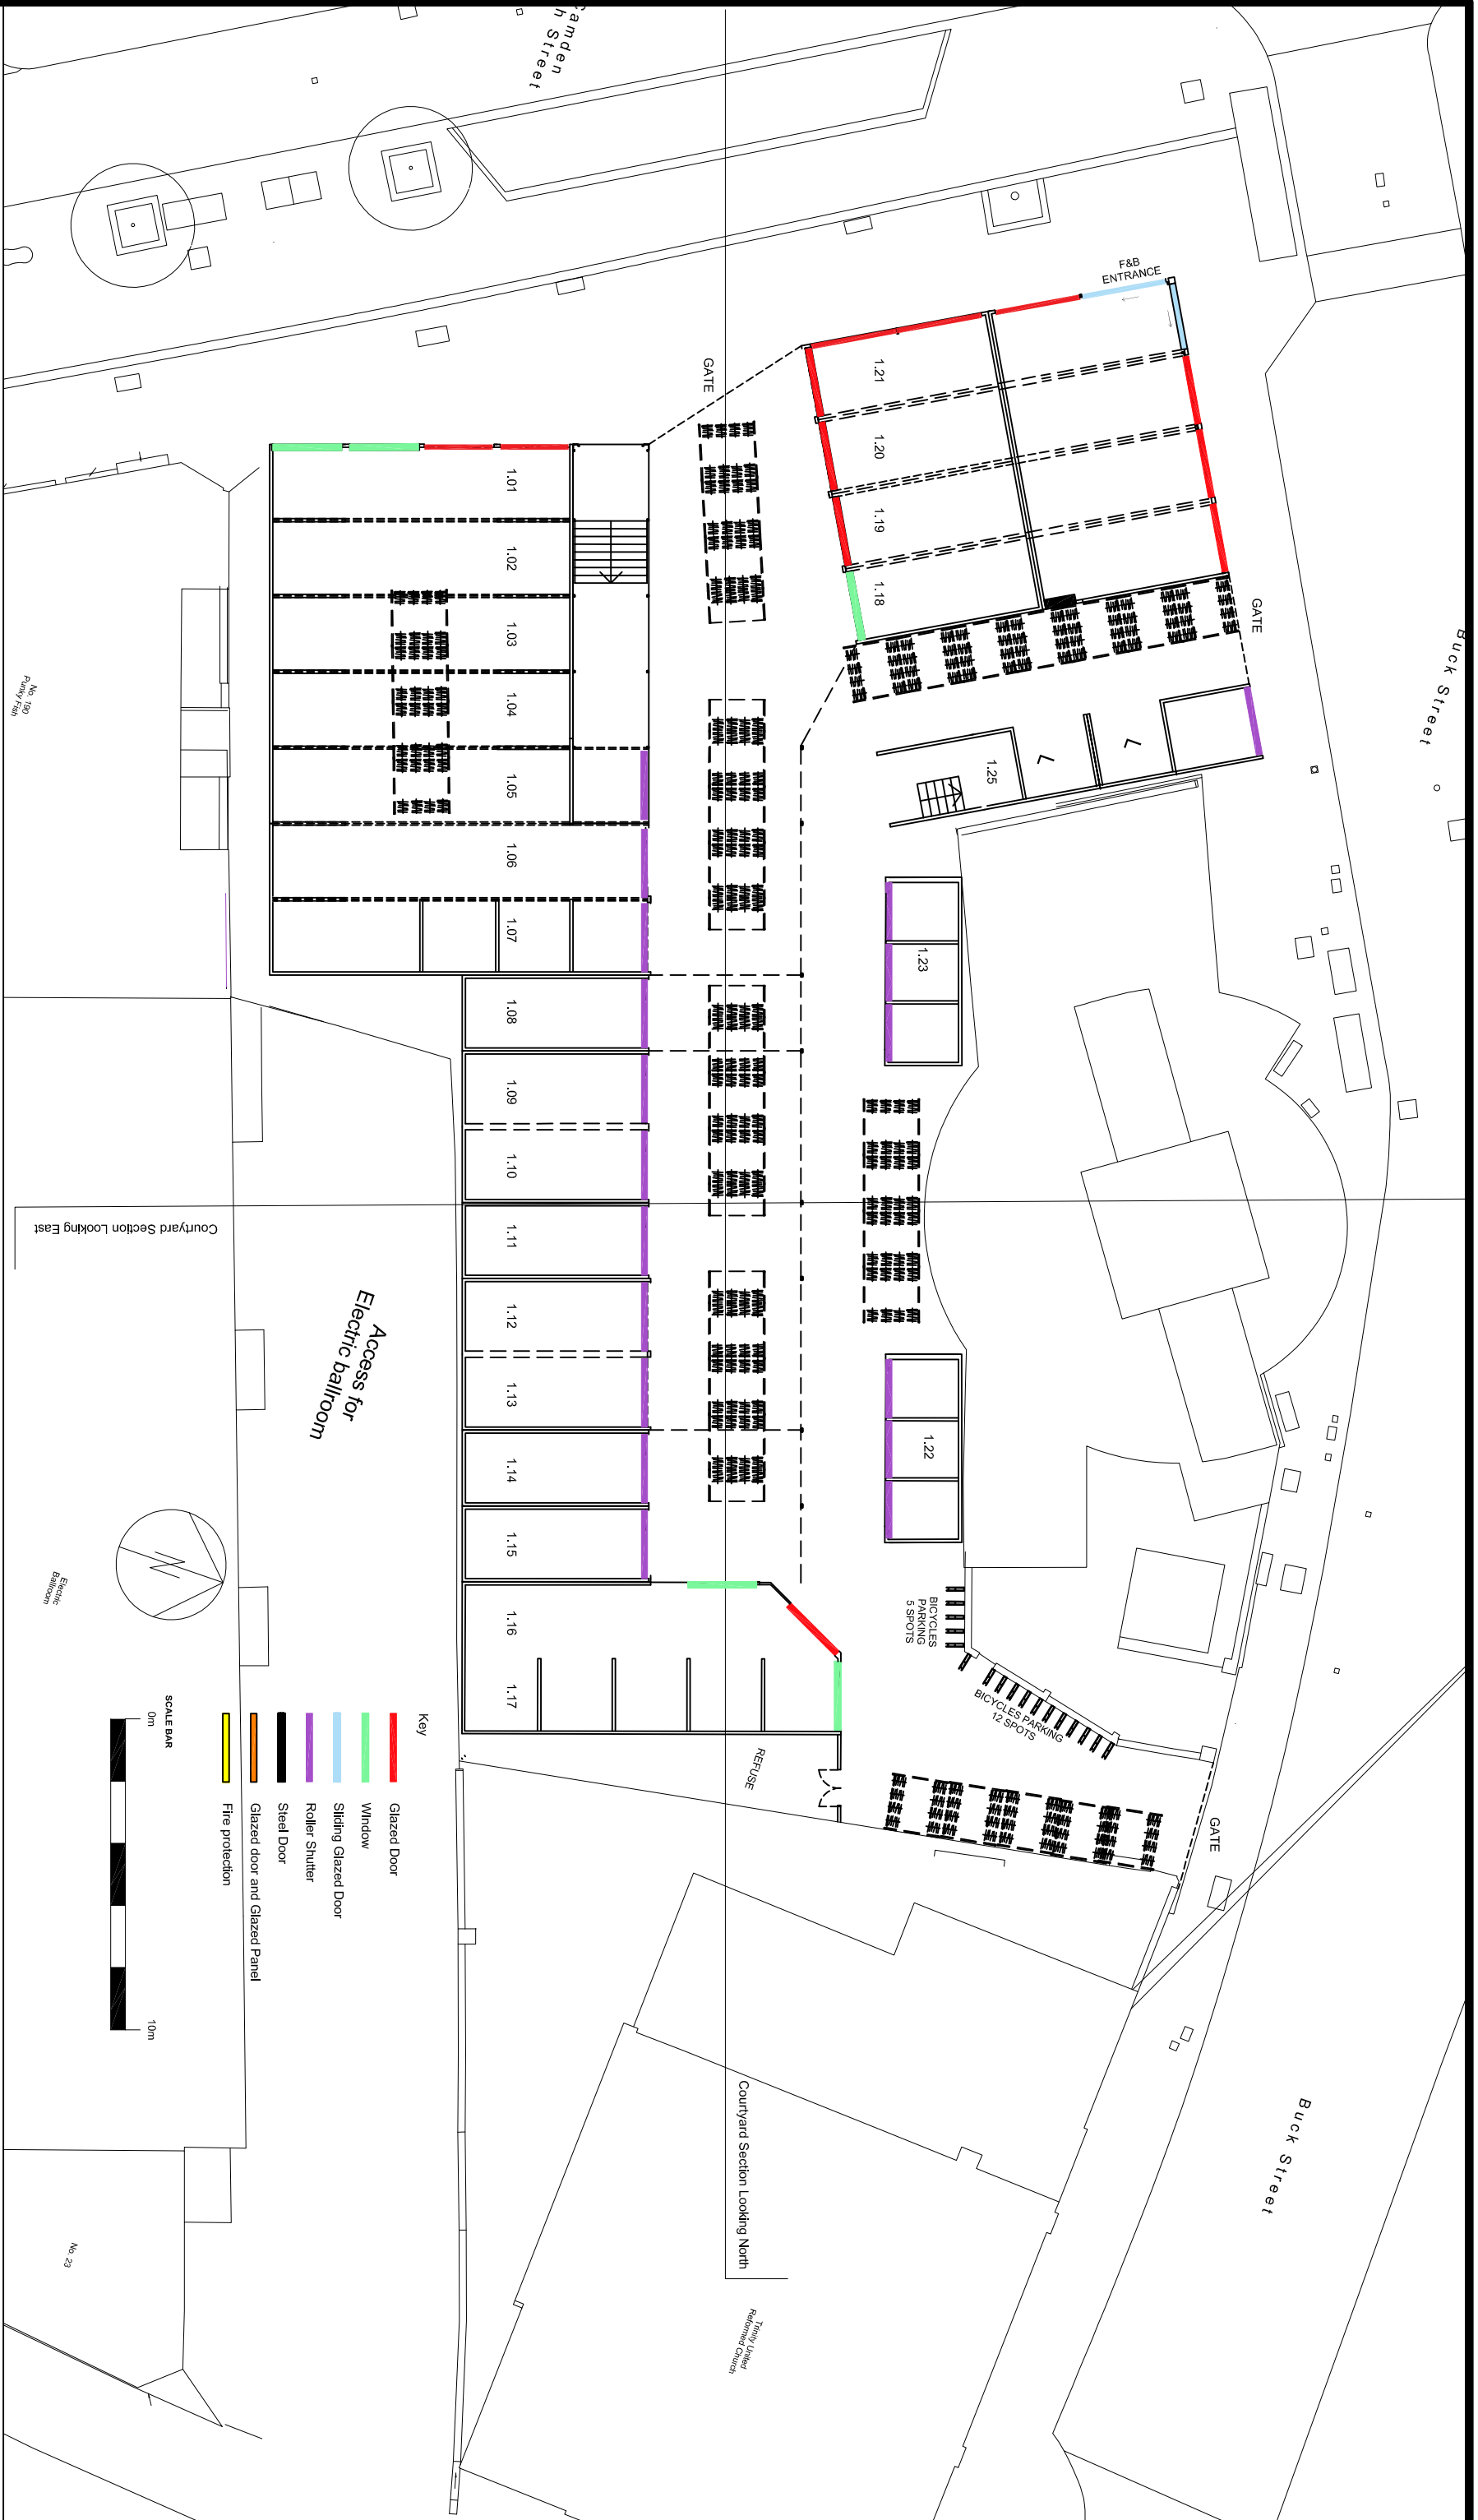 amden
h Street
F&B
ENTRANCE
GATE
1.21
1.20
1.19
1.18
GATE
Buck Street
1.01
1.02
1.03
1.04
1.05
1.06
1.07
1.08
1.09
1.10
1.11
1.12
1.13
1.14
1.15
1.16
1.17
1.25
1.23
1.22
No. 190
Punky Fish
Courtyard Section Looking East
Access for
Electric ballroom
Electric
Ballroom
BICYCLES
PARKING
5 SPOTS
BICYCLES PARKING
12 SPOTS
REFUSE
GATE
Key
Glazed Door
Window
Sliding Glazed Door
Roller Shutter
Steel Door
Glazed door and Glazed Panel
Fire protection
SCALE BAR
0m
10m
Courtyard Section Looking North
Buck Street
No. 23
Trinity United
Reformed Church